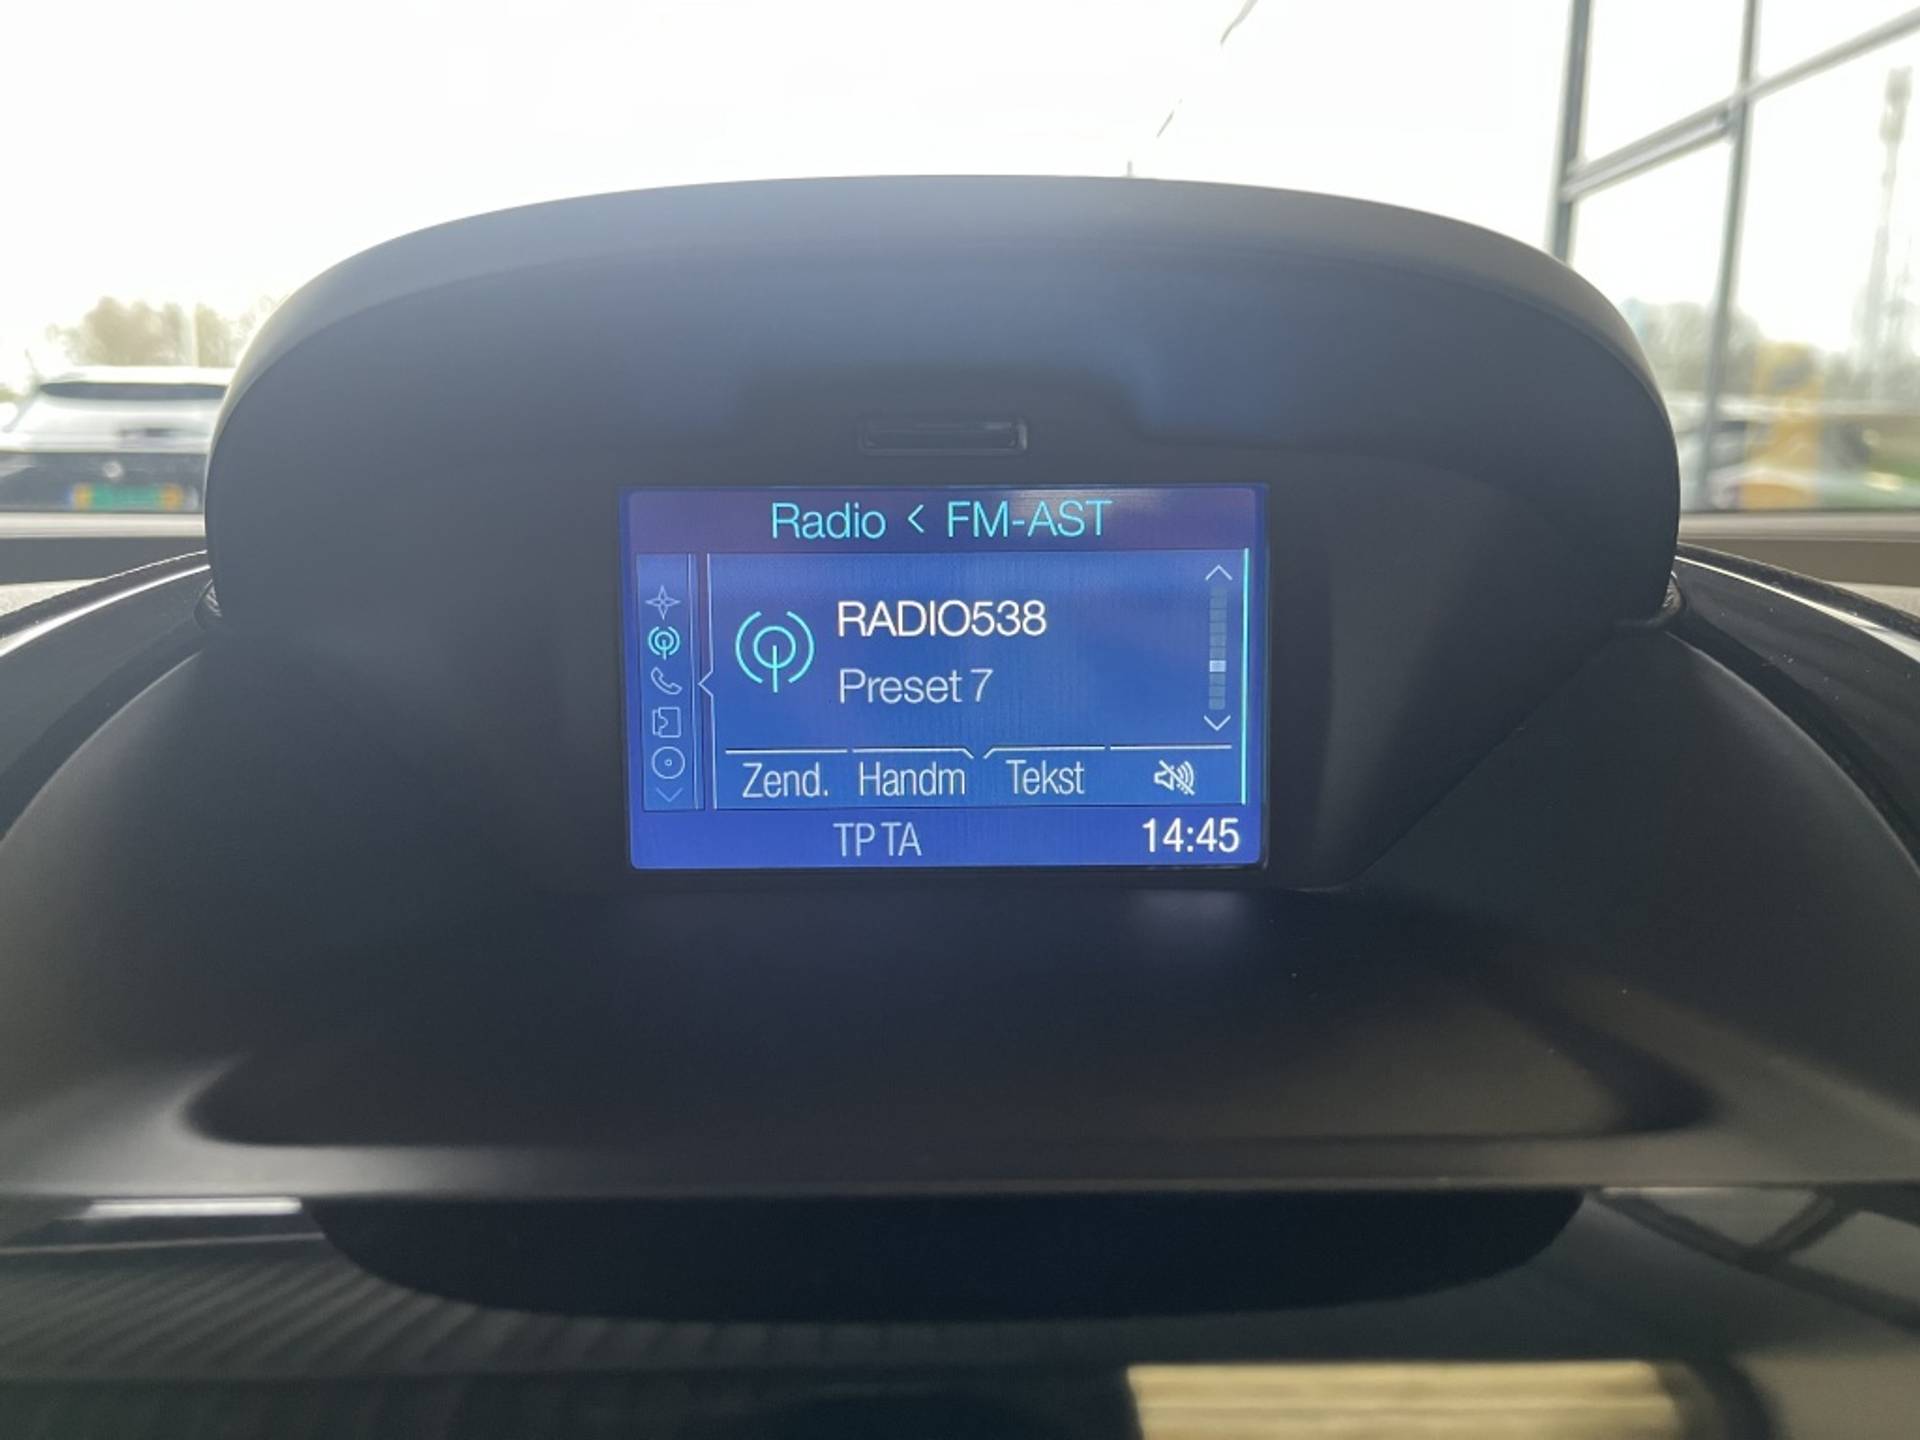 Radio < FM-AST
RADIO538
Preset 7
Zend. Handm Tekst
TP TA 14:45